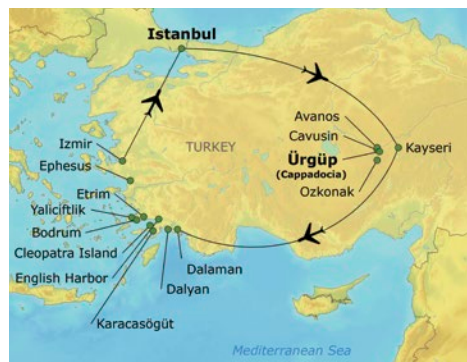 Istanbul
Avanos
Cavusin
Kayseri
TURKEY
Izmir
Ürgüp
Ephesus
(Cappadocia)
Etrim
Ozkonak
Yaliciftlik
Bodrum
Cleopatra Island
English Harbor
Dalaman
Dalyan
Karacasögüt
Mediterranean Sea